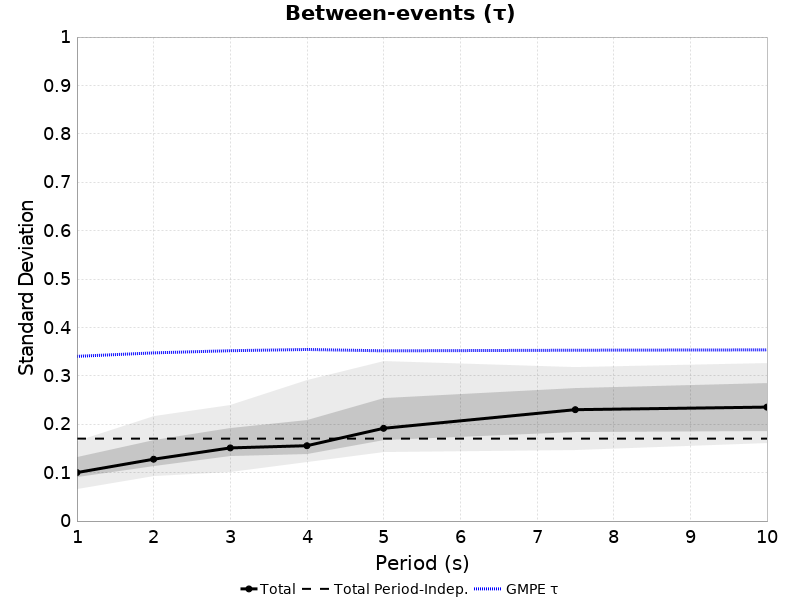 Between-events (τ)
Standard Deviation
1
0.9
0.8
0.7
0.6
0.5
0.4
0.3
0.2
0.1
0
1 2 3 4 5 6 7 8 9 10
Period (s)
Total Total Period-Indep. GMPE τ